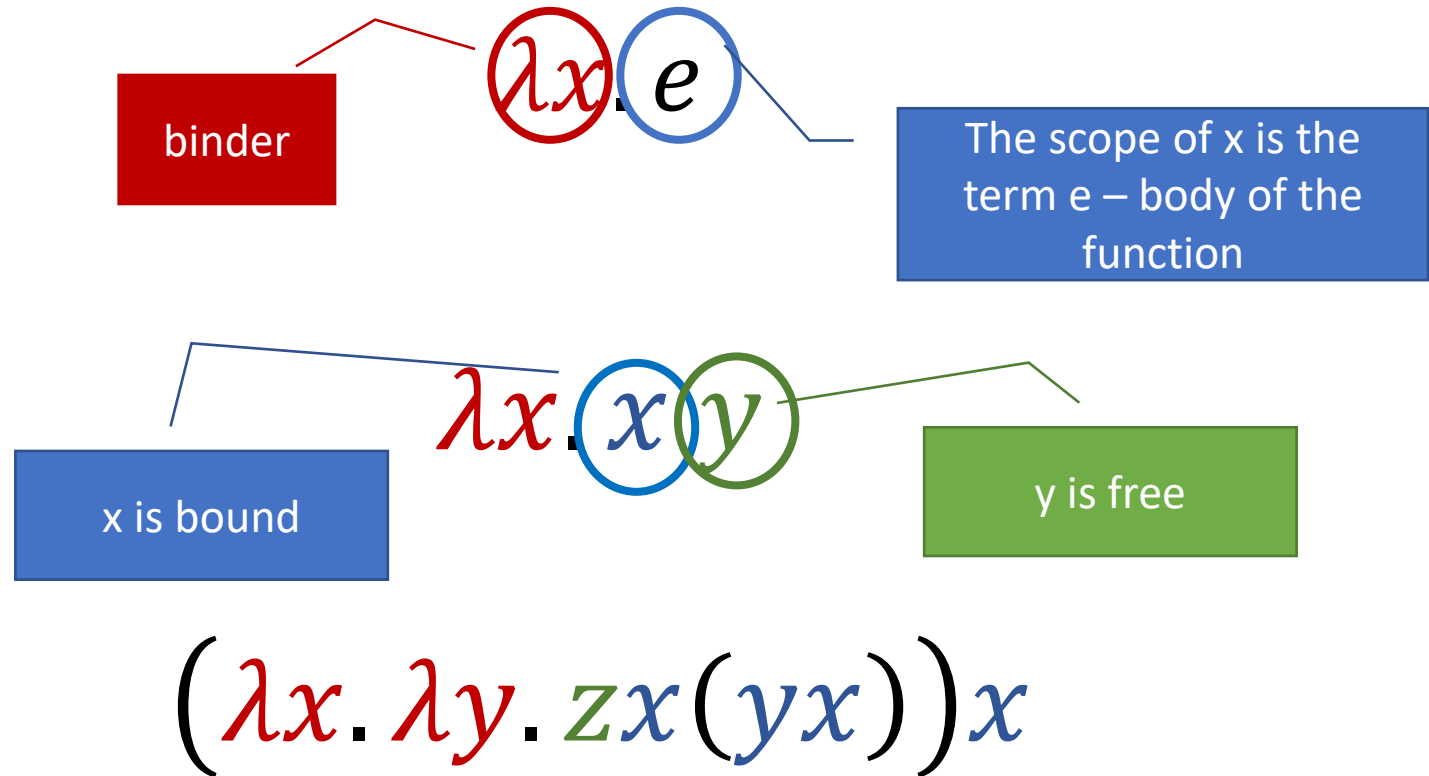 λx. e
binder
The scope of x is the
term e – body of the
function
λx. x y
x is bound
y is free
(λx. λy. zx(yx))x